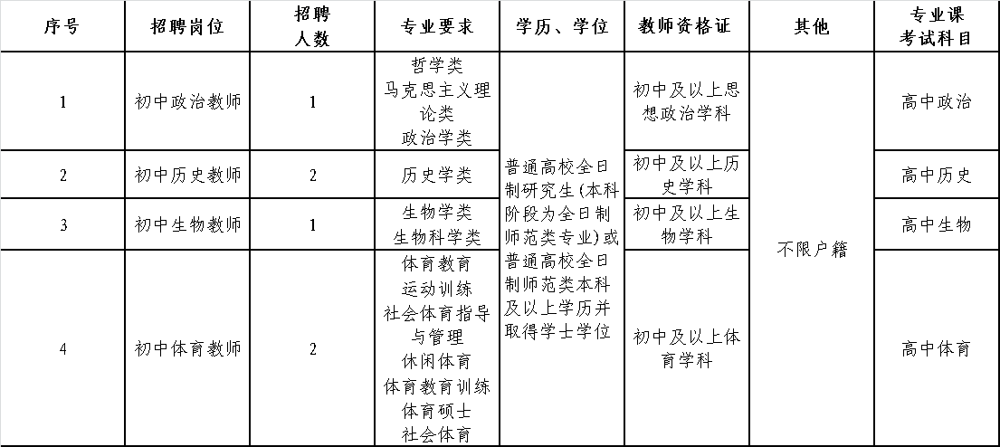 序号
招聘岗位
招聘
人数
专业要求
学历、学位
教师资格证
其他
专业课
考试科目
1
初中政治教师
1
哲学类
马克思主义理
论类
政治学类
普通高校全日
制研究生(本科
阶段为全日制
师范类专业)或
普通高校全日
制师范类本科
及以上学历并
取得学士学位
初中及以上思
想政治学科
不限户籍
高中政治
2
初中历史教师
2
历史学类
初中及以上历
史学科
高中历史
3
初中生物教师
1
生物学类
生物科学类
初中及以上生
物学科
高中生物
4
初中体育教师
2
体育教育
运动训练
社会体育指导
与管理
休闲体育
体育教育训练
体育硕士
社会体育
初中及以上体
育学科
高中体育